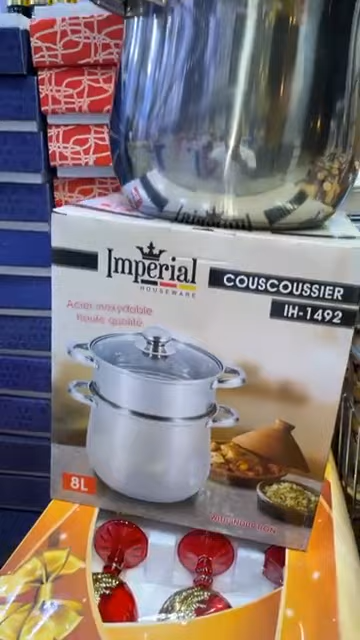 Imperial
HOUSEWARE
COUSCOUSSIER
IH-1492
Acier inoxydable
haute qualité
8L